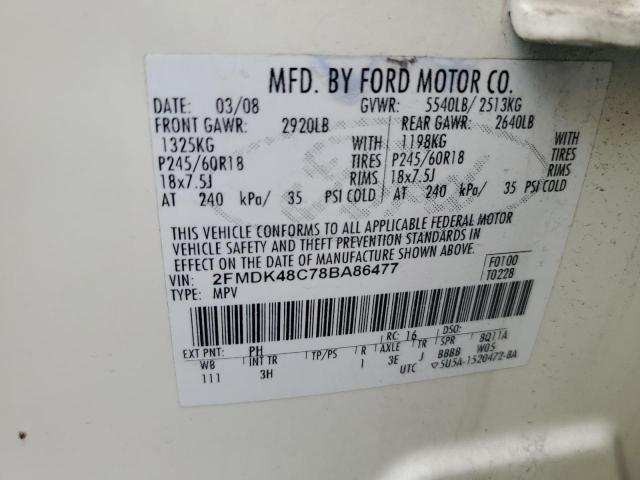 MFD. BY FORD MOTOR CO.
DATE: 03/08 GVWR: 5540LB/ 2513KG
FRONT GAWR: 2920LB REAR GAWR: 2640LB
1325KG WITH 1198KG WITH
P245/60R18 TIRES P245/60R18 TIRES
18x7.5J RIMS 18x7.5J RIMS
AT 240 kPa/ 35 PSI COLD AT 240 kPa/ 35 PSI COLD
THIS VEHICLE CONFORMS TO ALL APPLICABLE FEDERAL MOTOR
VEHICLE SAFETY AND THEFT PREVENTION STANDARDS IN
EFFECT ON THE DATE OF MANUFACTURE SHOWN ABOVE.
VIN: 2FMDK48C78BA86477 F0100
TYPE: MPV T0228
EXT PNT: PH RC: 16 DSO:
WB INT TR TP/PS R AXLE TR SPR BQ11A
111 3H I 3E J BBBB W05
UTC ▽5U5A-1520472-BA